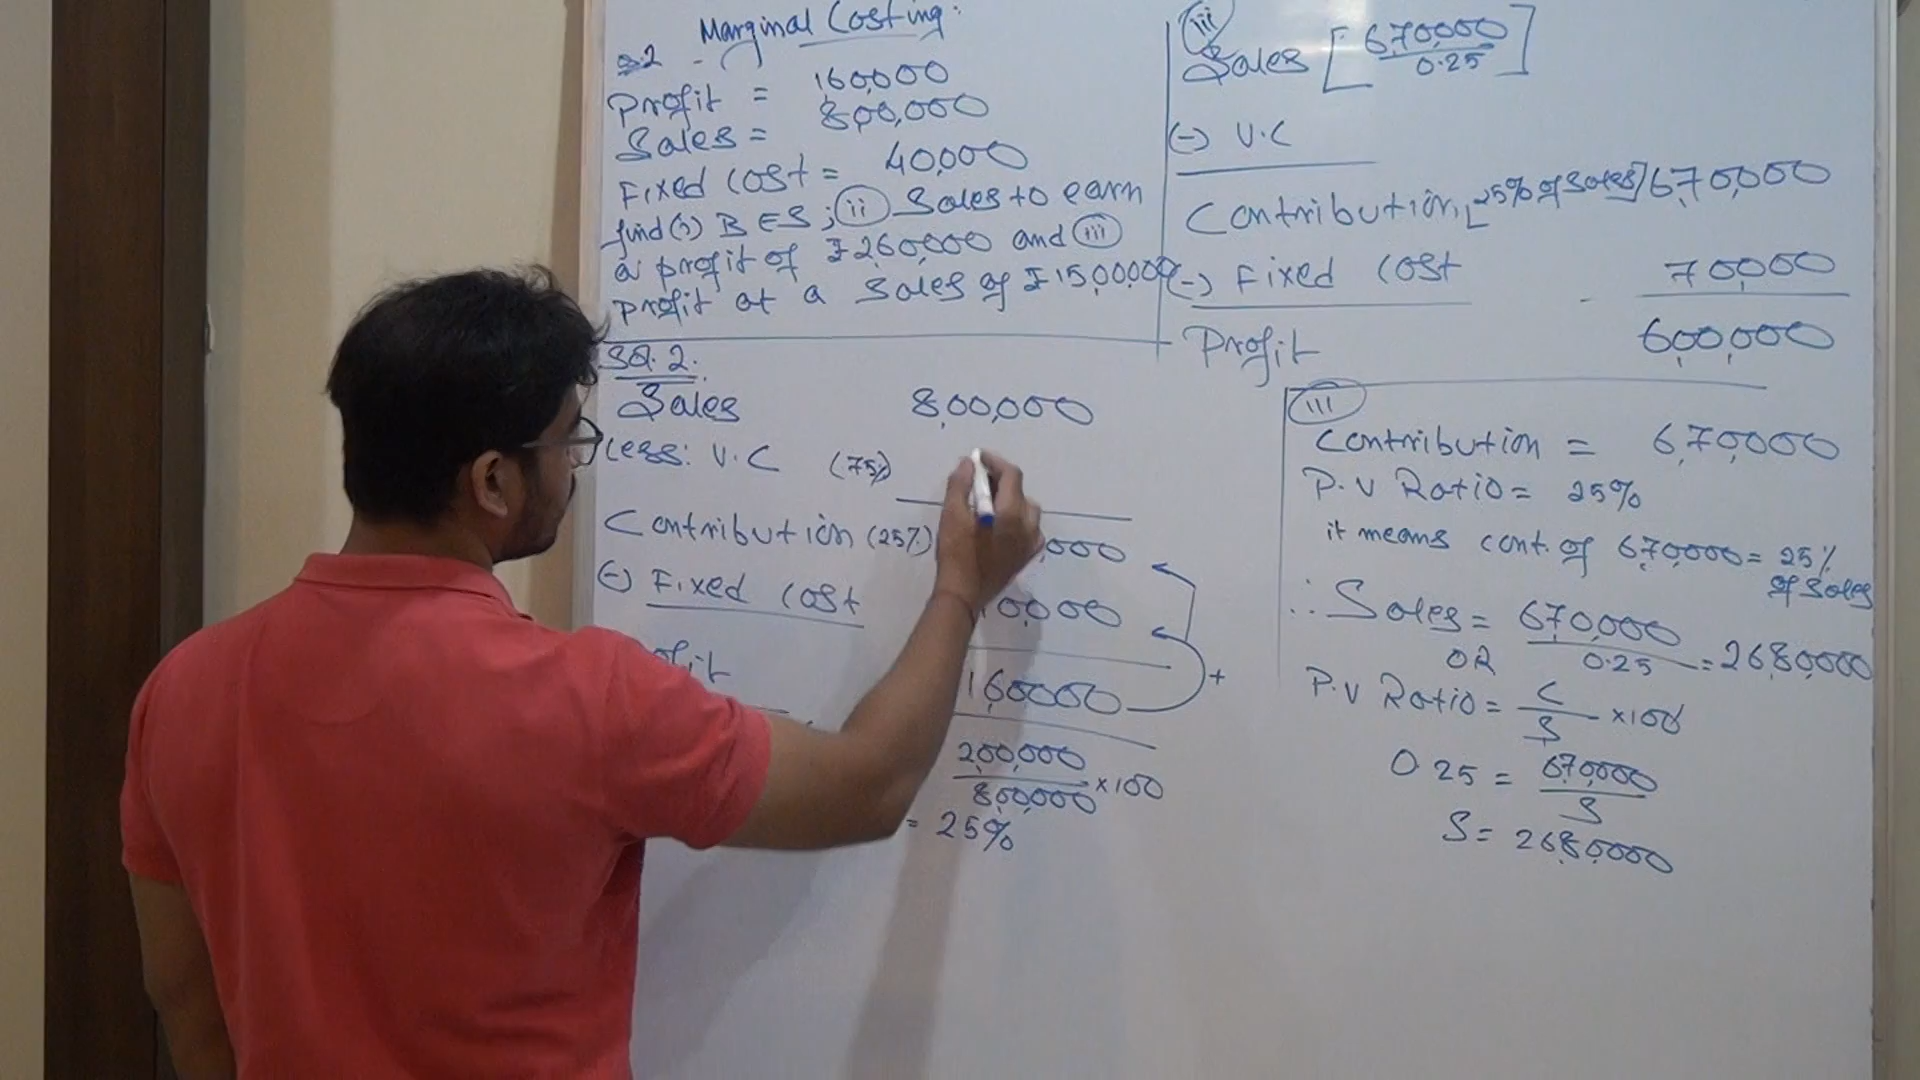 Marginal Costing:
Q.2
Profit = 1,60,000
Sales = 8,00,000
Fixed Cost = 40,000
find (i) BES; (ii) Sales to earn
a profit of ₹2,60,000 and (iii)
Profit at a Sales of ₹15,00,000
Sol. 2.
Sales 8,00,000
Less: V.C (75%)
Contribution (25%) ,000
(-) Fixed Cost 0,000
ofit 1,60,000
+
2,00,000
8,00,000 ×100
= 25%
(iii)
Sales [6,70,000
0.25]
(-) V.C
Contribution [25% of Sales] 6,70,000
(-) Fixed Cost 70,000
Profit 6,00,000
(iii)
Contribution = 6,70,000
P.V Ratio = 25%
it means cont. of 6,70,000 = 25%
of Sales
∴ Sales = 6,70,000
0.25 = 26,80,000
OR
P.V Ratio = C
S ×100
0.25 = 6,70,000
S
S = 26,80,000